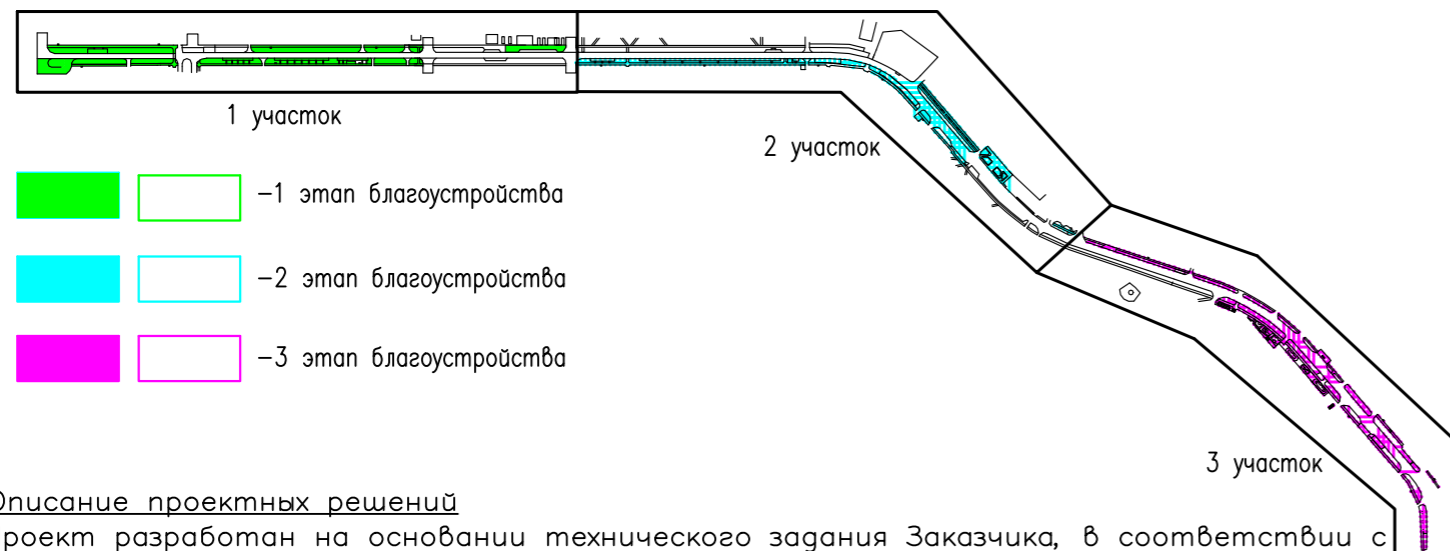 1 участок
2 участок
-1 этап благоустройства
-2 этап благоустройства
-3 этап благоустройства
3 участок
Описание проектных решений
проект разработан на основании технического задания Заказчика, в соответствии с